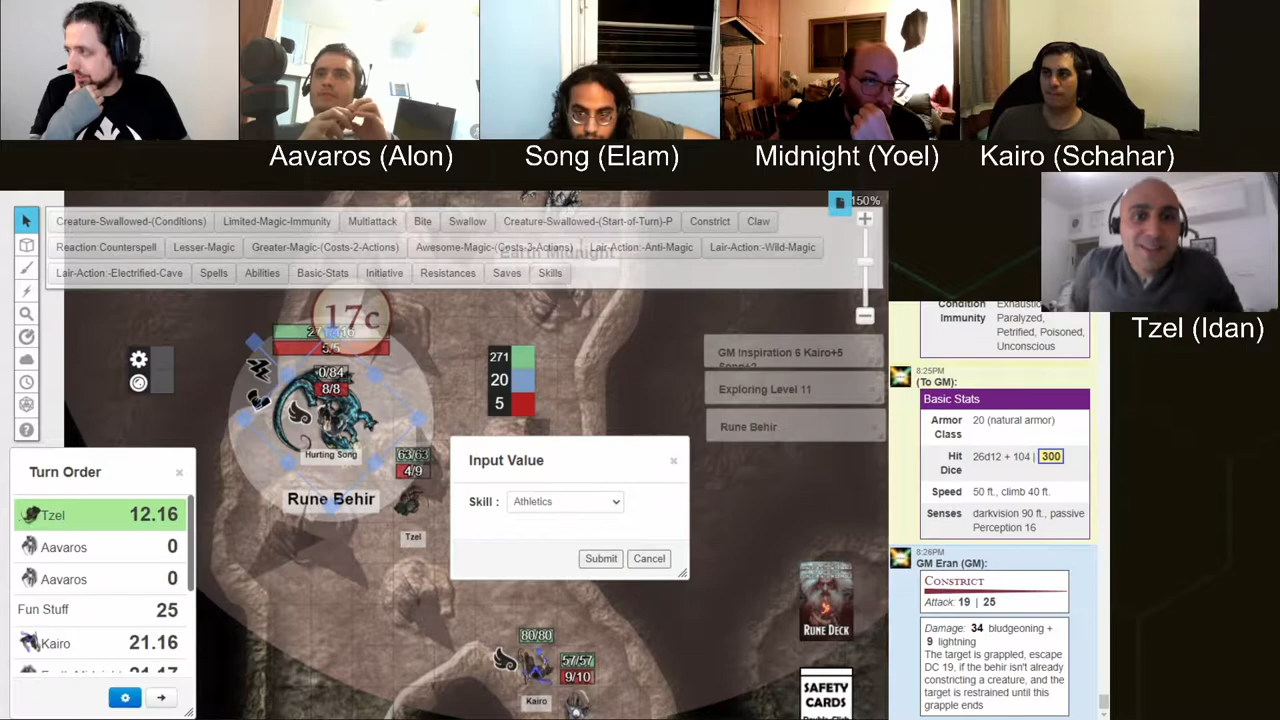 Aavaros (Alon)
Song (Elam)
Midnight (Yoel)
Kairo (Schahar)
Tzel (Idan)
150%
Creature-Swallowed-(Conditions)
Limited-Magic-Immunity
Multiattack
Bite
Swallow
Creature-Swallowed-(Start-of-Turn)-P
Constrict
Claw
Reaction:Counterspell
Lesser-Magic
Greater-Magic-(Costs-2-Actions)
Awesome-Magic-(Costs-3-Actions)
Lair-Action:-Anti-Magic
Lair-Action:-Wild-Magic
Earth Midnight
Lair-Action:-Electrified-Cave
Spells
Abilities
Basic-Stats
Initiative
Resistances
Saves
Skills
17c
5/5
0/84
8/8
Hurting Song
Rune Behir
63/63
4/9
Tzel
271
20
5
GM Inspiration 6 Kairo+5
Exploring Level 11
Rune Behir
Input Value
Skill :
Athletics
Submit
Cancel
Turn Order
Tzel 12.16
Aavaros 0
Aavaros 0
Fun Stuff 25
Kairo 21.16
80/80
57/57
9/10
Kairo
RUNE DECK
SAFETY
CARDS
Condition
Immunity
Exhaustio
Paralyzed,
Petrified, Poisoned,
Unconscious
8:25PM
(To GM):
Basic Stats
Armor
Class
20 (natural armor)
Hit
Dice
26d12 + 104 | 300
Speed 50 ft., climb 40 ft.
Senses darkvision 90 ft., passive
Perception 16
8:26PM
GM Eran (GM):
Constrict
Attack: 19 | 25
Damage: 34 bludgeoning +
9 lightning
The target is grappled, escape
DC 19, if the behir isn't already
constricting a creature, and the
target is restrained until this
grapple ends